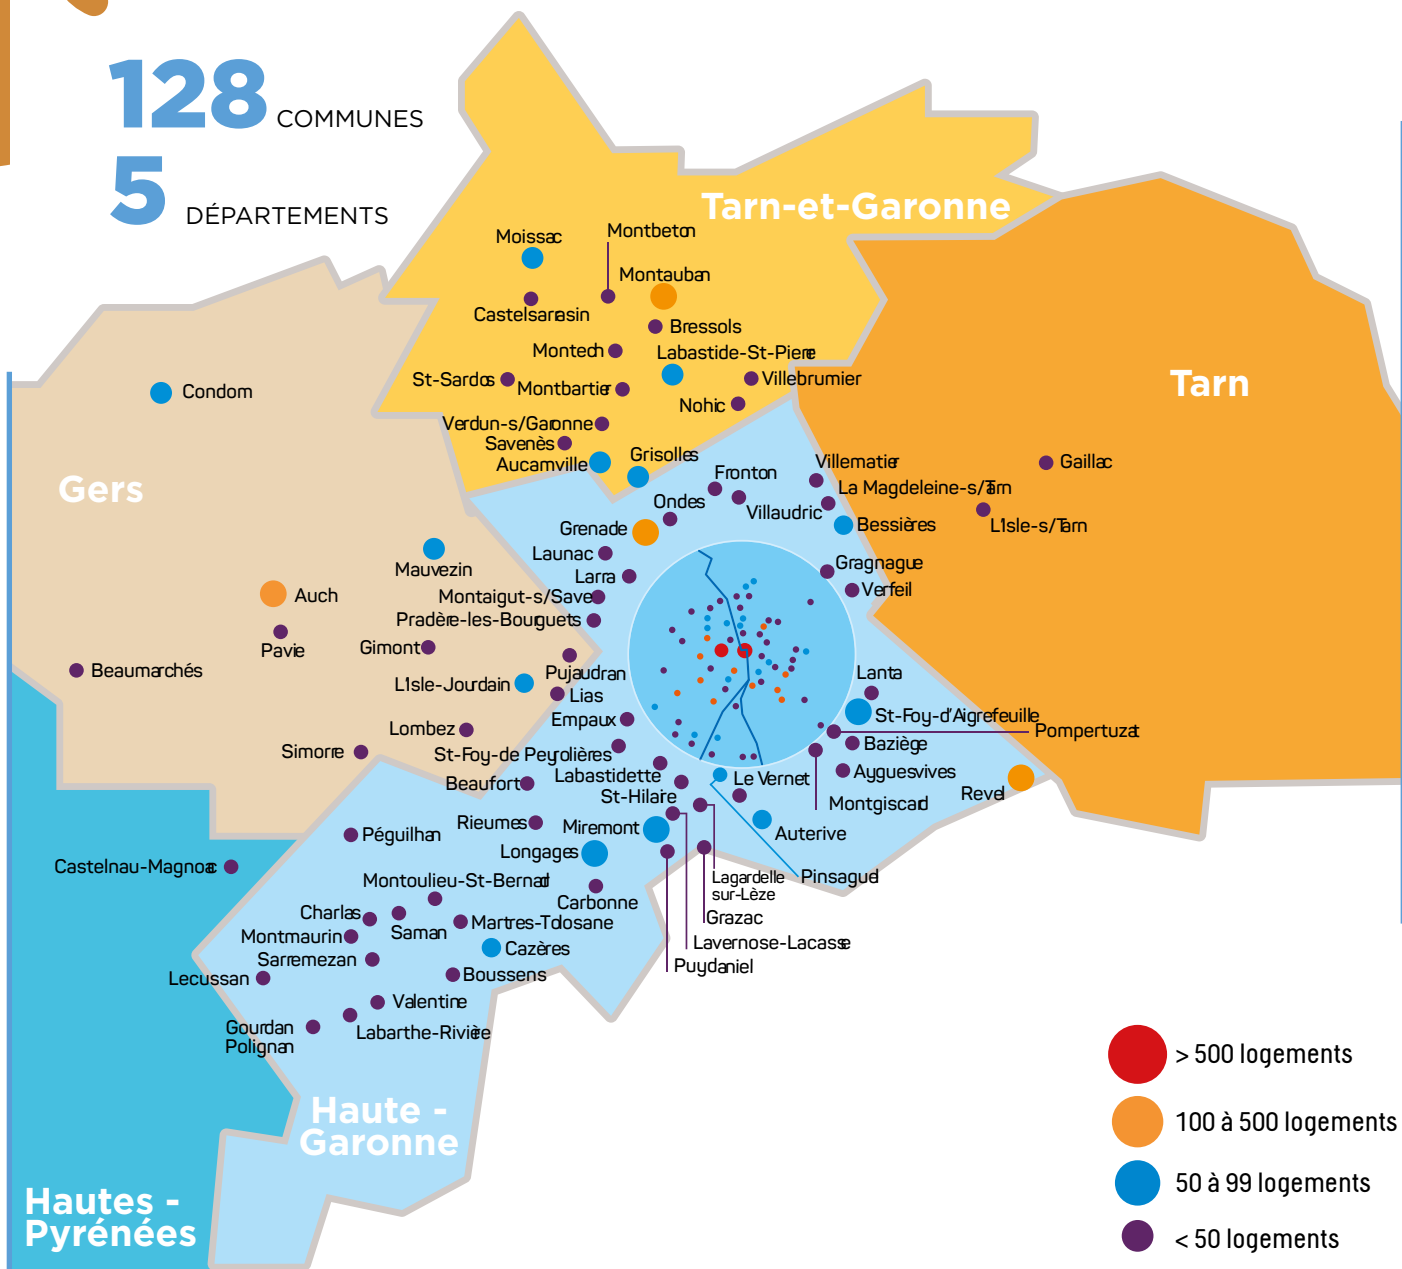 128 COMMUNES
5 DÉPARTEMENTS
Tarn-et-Garonne
Moissac
Montbeton
Montauban
Castelsarrasin
Bressols
Montech
Labastide-St-Pierre
St-Sardos
Montbartier
Villebrumier
Nohic
Verdun-s/Garonne
Savenès
Aucamville
Grisolles
Tarn
Gaillac
L'Isle-s/Tarn
Condom
Gers
Mauvezin
Auch
Pavie
Gimont
Beaumarchés
L'Isle-Jourdain
Lombez
Simorre
Pujaudran
Lias
Fronton
Villematier
La Magdeleine-s/Tarn
Ondes
Villaudric
Bessières
Grenade
Launac
Larra
Gragnague
Verfeil
Montaigut-s/Save
Pradère-les-Bourguets
Empaux
St-Foy-de Peyrolières
Lanta
St-Foy-d'Aigrefeuille
Pompertuzat
Baziège
Ayguesvives
Montgiscard
Revel
Beaufort
Labastidette
St-Hilaire
Le Vernet
Auterive
Pinsaguel
Rieumes
Miremont
Longages
Péguilhan
Carbonne
Lagardelle
sur-Lèze
Grazac
Lavernose-Lacasse
Puydaniel
Castelnau-Magnoac
Montoulieu-St-Bernard
Charlas
Saman
Martres-Tolosane
Montmaurin
Cazères
Sarremezan
Boussens
Lecussan
Valentine
Gourdan
Polignan
Labarthe-Rivière
Haute -
Garonne
Hautes -
Pyrénées
> 500 logements
100 à 500 logements
50 à 99 logements
< 50 logements